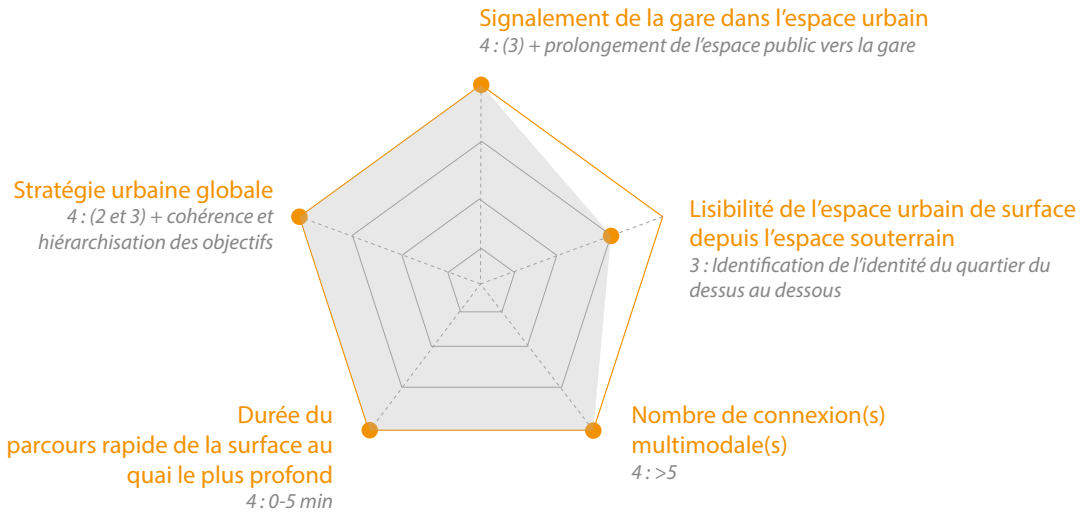 Signalement de la gare dans l’espace urbain
4 : (3) + prolongement de l’espace public vers la gare
Stratégie urbaine globale
4 : (2 et 3) + cohérence et
hiérarchisation des objectifs
Lisibilité de l’espace urbain de surface
depuis l’espace souterrain
3 : Identification de l’identité du quartier du
dessus au dessous
Durée du
parcours rapide de la surface au
quai le plus profond
4 : 0-5 min
Nombre de connexion(s)
multimodale(s)
4 : >5